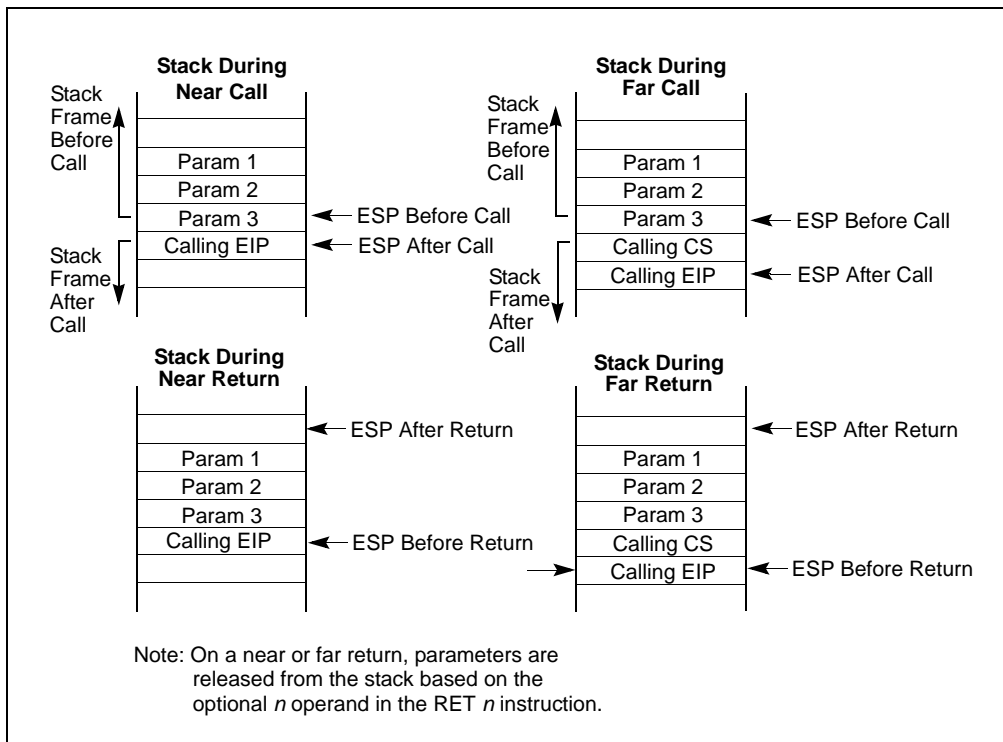 Stack During
Near Call
Stack
Frame
Before
Call
Param 1
Param 2
Param 3
Calling EIP
ESP Before Call
ESP After Call
Stack
Frame
After
Call
Stack During
Far Call
Stack
Frame
Before
Call
Param 1
Param 2
Param 3
Calling CS
Calling EIP
ESP Before Call
ESP After Call
Stack
Frame
After
Call
Stack During
Near Return
ESP After Return
Param 1
Param 2
Param 3
Calling EIP
ESP Before Return
Stack During
Far Return
ESP After Return
Param 1
Param 2
Param 3
Calling CS
Calling EIP
ESP Before Return
Note: On a near or far return, parameters are
released from the stack based on the
optional n operand in the RET n instruction.